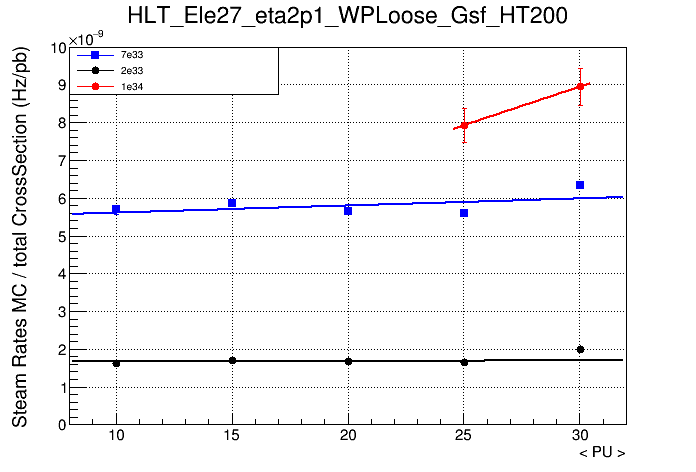 HLT_Ele27_eta2p1_WPLoose_Gsf_HT200
×10⁻⁹
Steam Rates MC / total CrossSection (Hz/pb)
7e33
2e33
1e34
10
9
8
7
6
5
4
3
2
1
0
10 15 20 25 30
< PU >